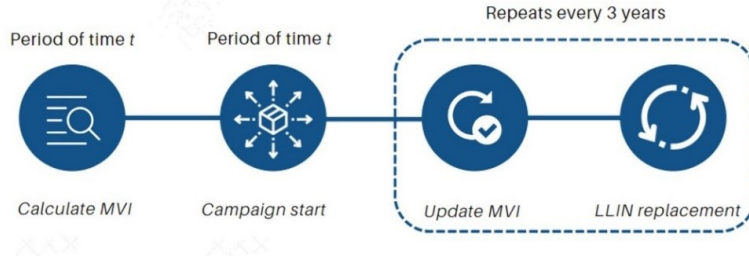 Repeats every 3 years
Period of time t
Period of time t
Calculate MVI
Campaign start
Update MVI
LLIN replacement